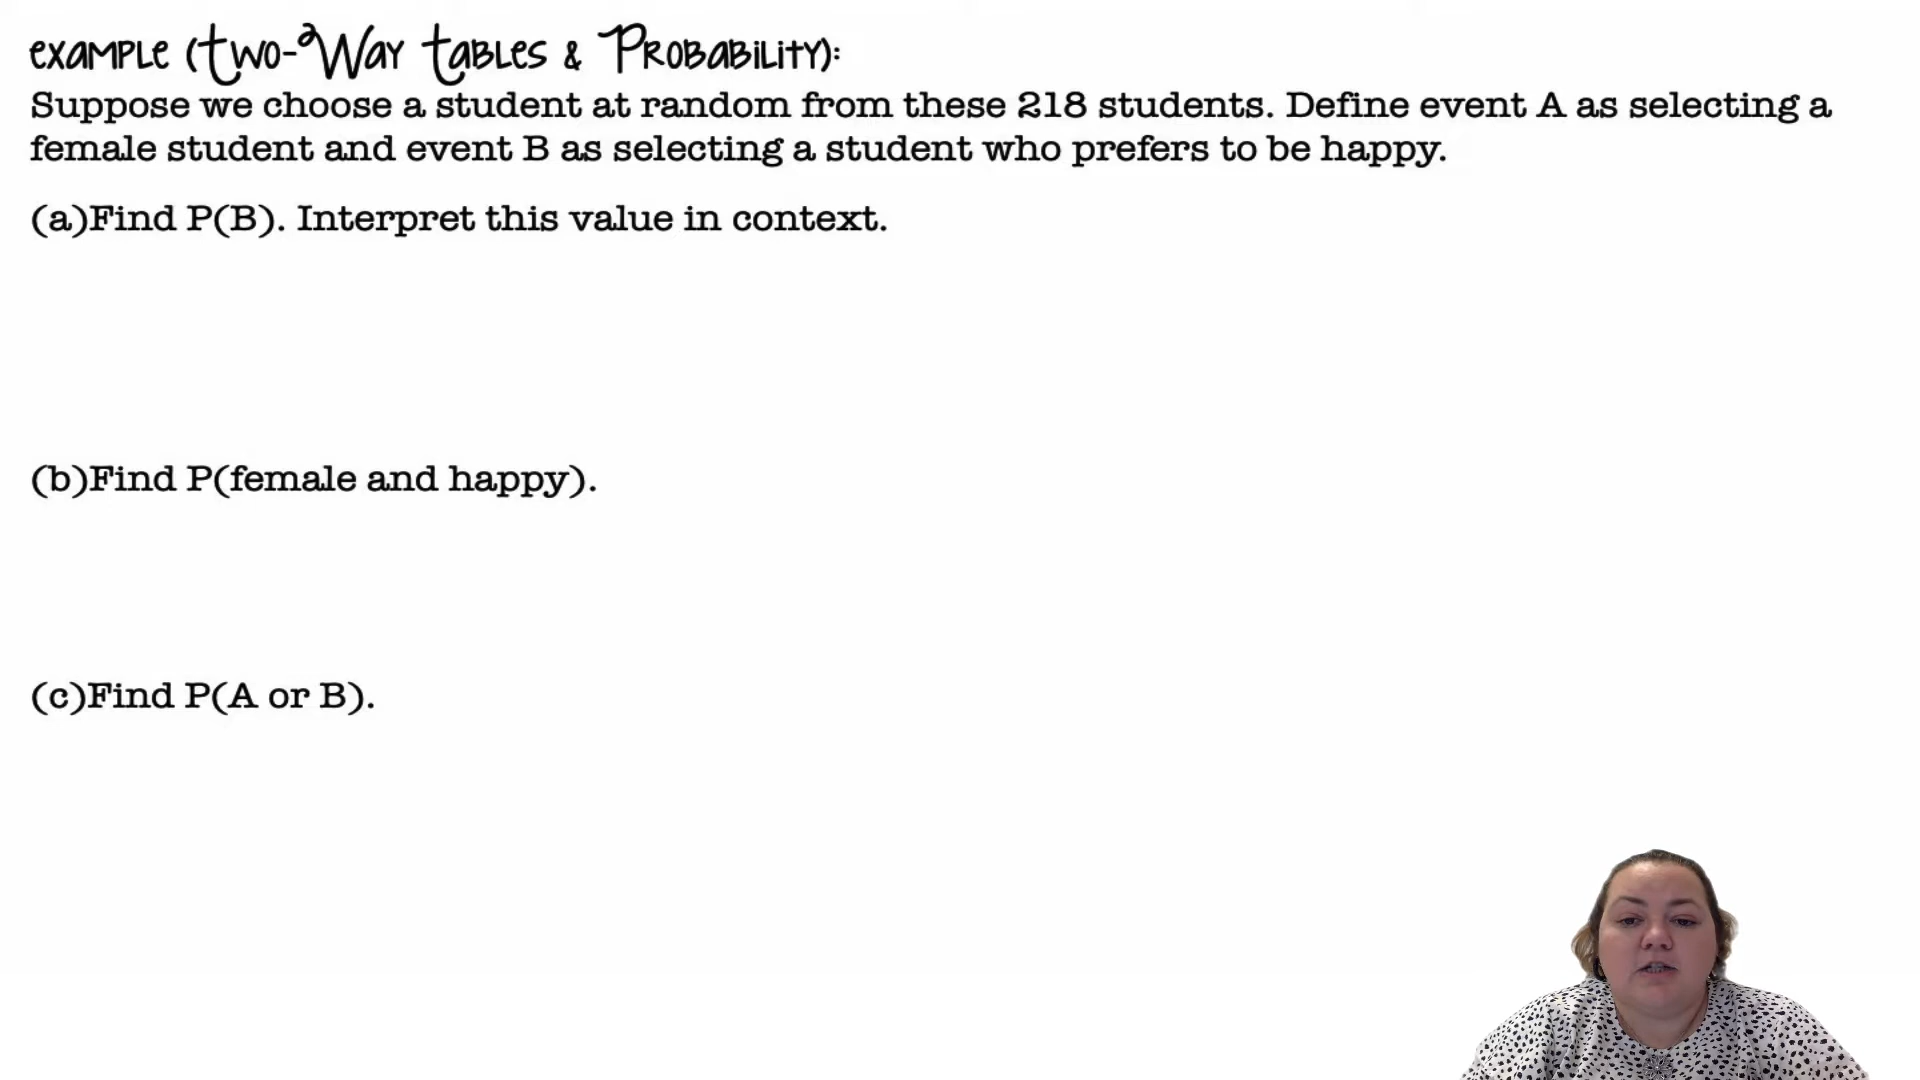 example (Two-Way Tables & Probability):
Suppose we choose a student at random from these 218 students. Define event A as selecting a
female student and event B as selecting a student who prefers to be happy.
(a)Find P(B). Interpret this value in context.
(b)Find P(female and happy).
(c)Find P(A or B).